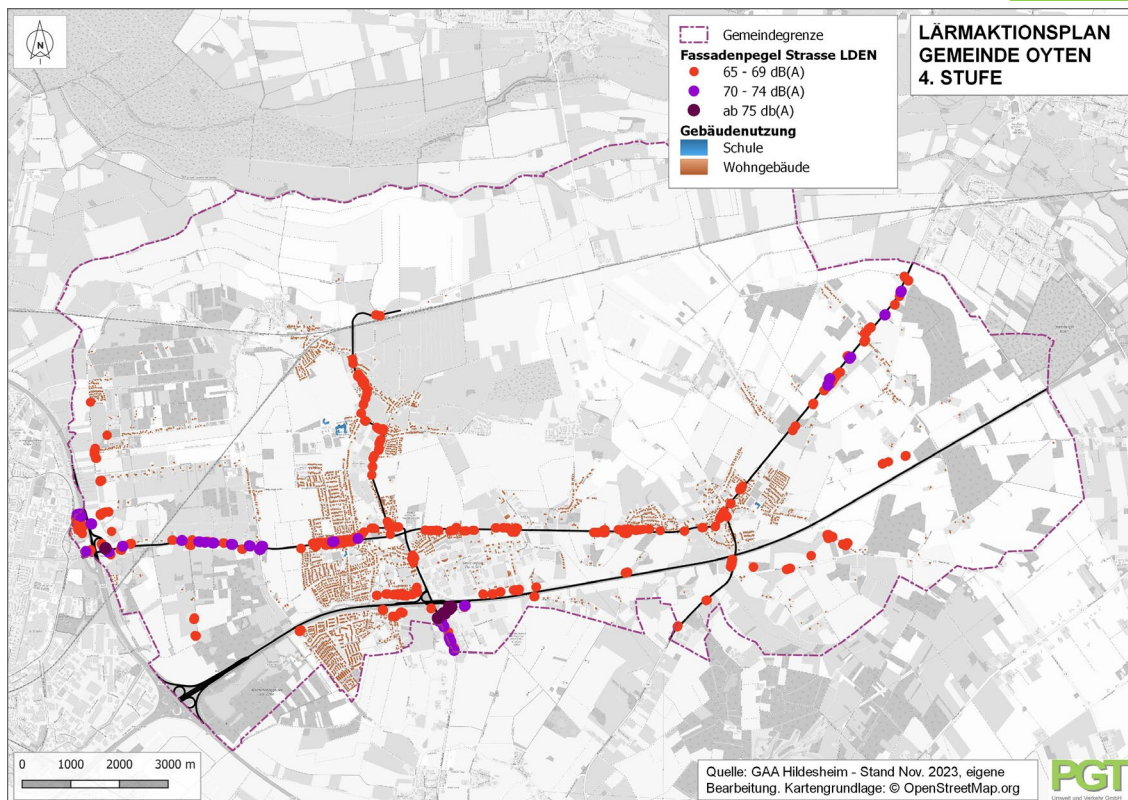 N
Gemeindegrenze
Fassadenpegel Strasse LDEN
65 - 69 dB(A)
70 - 74 dB(A)
ab 75 db(A)
Gebäudenutzung
Schule
Wohngebäude
LÄRMAKTIONSPLAN
GEMEINDE OYTEN
4. STUFE
0 1000 2000 3000 m
Quelle: GAA Hildesheim - Stand Nov. 2023, eigene
Bearbeitung. Kartengrundlage: © OpenStreetMap.org
PGT
Umwelt und Verkehr GmbH